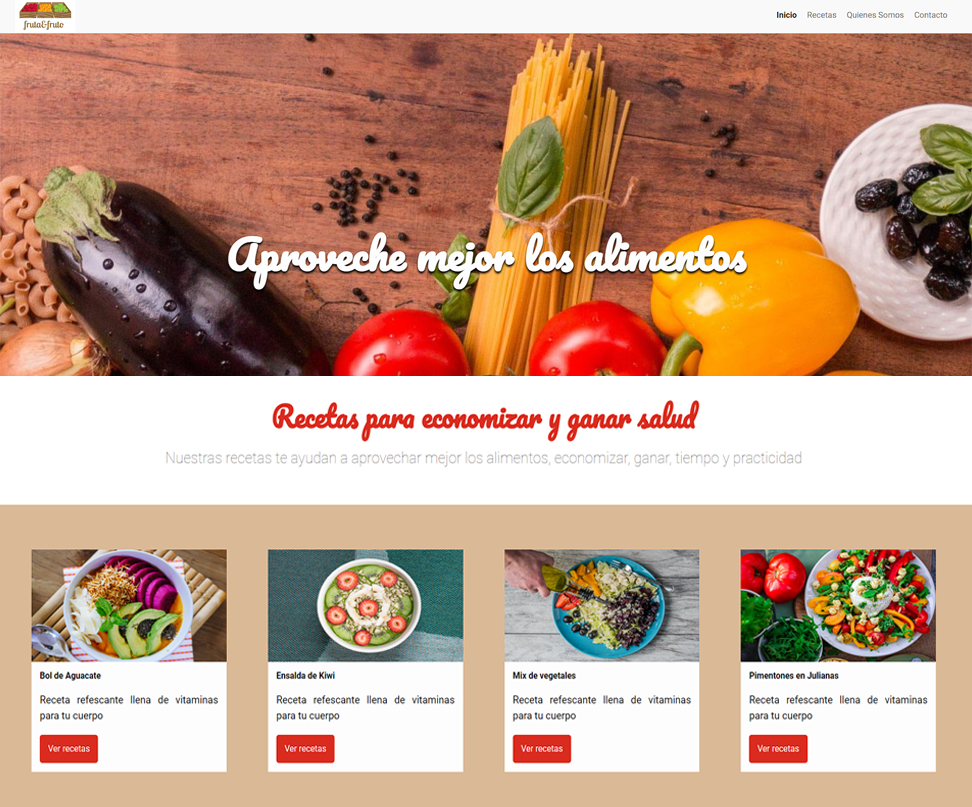 fruta&fruto
Inicio Recetas Quienes Somos Contacto
Aproveche mejor los alimentos
Recetas para economizar y ganar salud
Nuestras recetas te ayudan a aprovechar mejor los alimentos, economizar, ganar, tiempo y practicidad
Bol de Aguacate
Receta refescante llena de vitaminas
para tu cuerpo
Ver recetas
Ensalda de Kiwi
Receta refescante llena de vitaminas
para tu cuerpo
Ver recetas
Mix de vegetales
Receta refescante llena de vitaminas
para tu cuerpo
Ver recetas
Pimentones en Julianas
Receta refescante llena de vitaminas
para tu cuerpo
Ver recetas